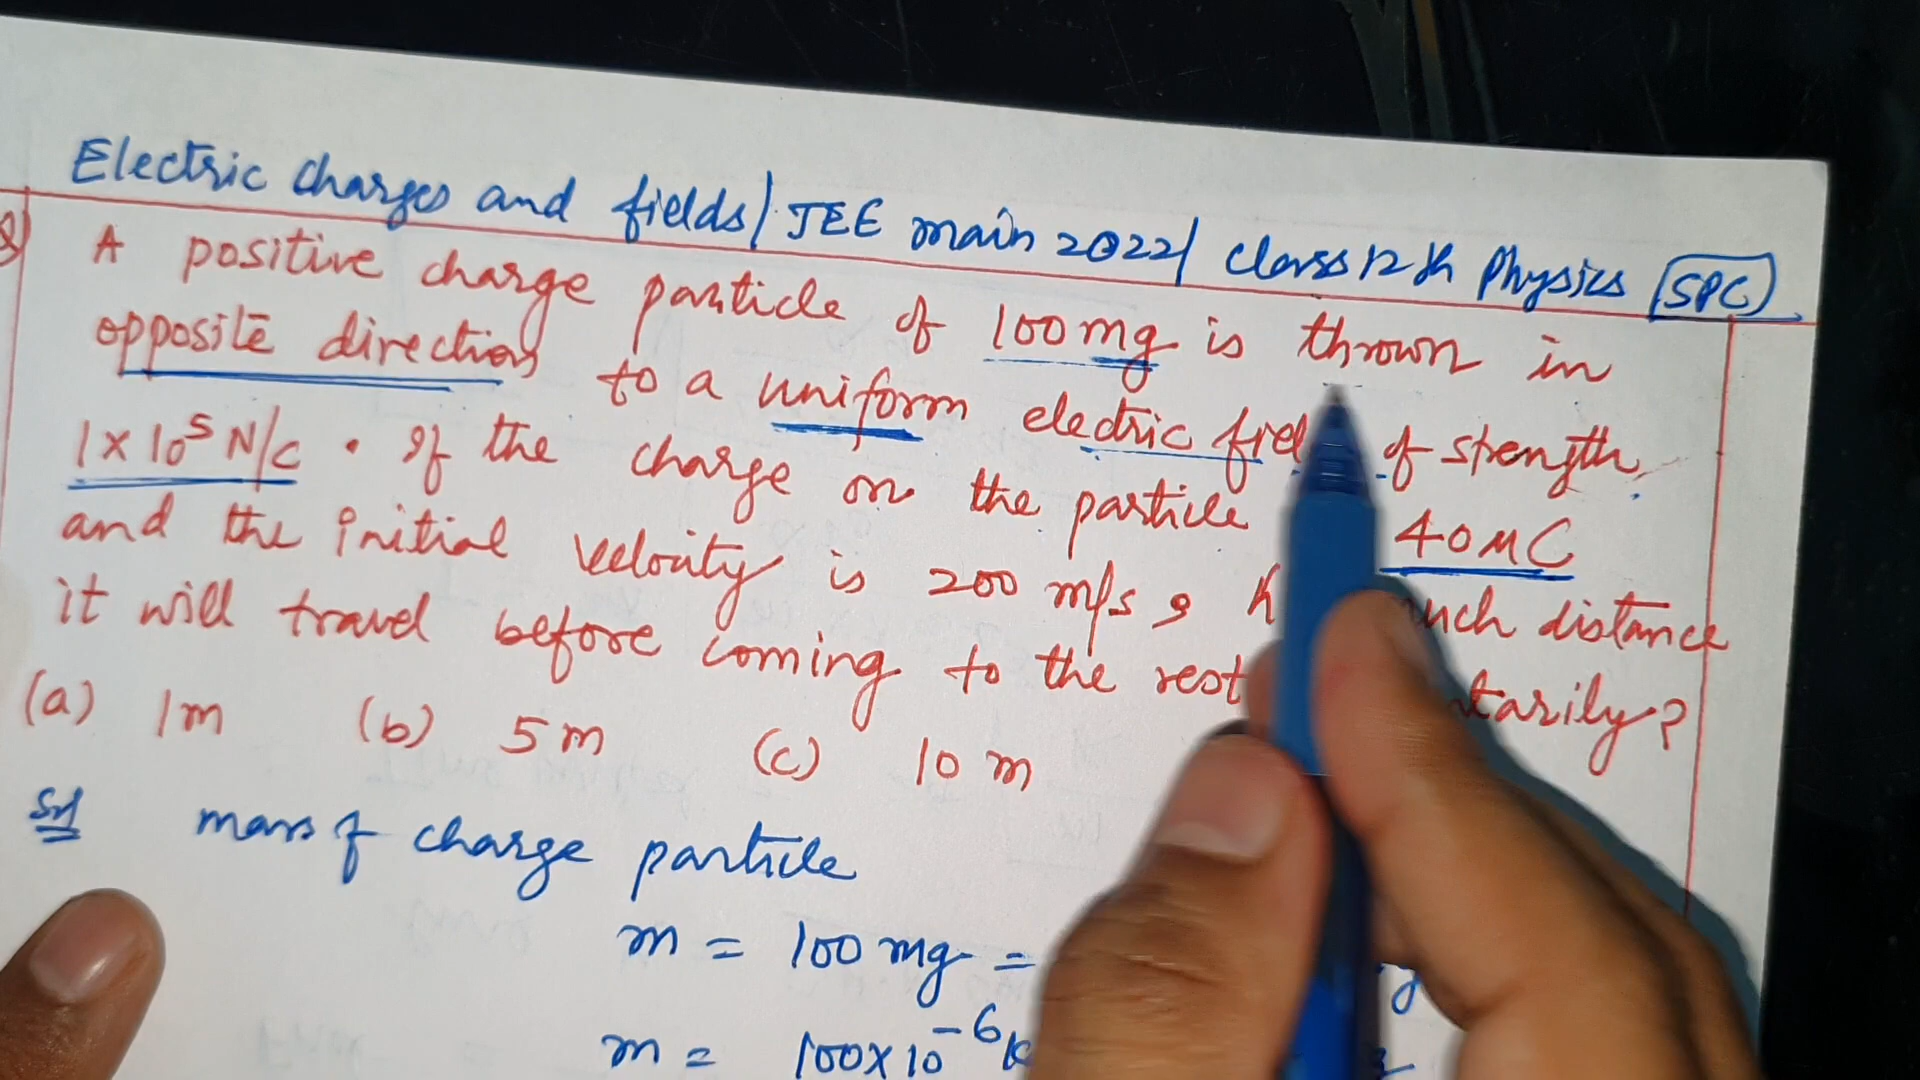 Electric charges and fields/ JEE main 2022/ class 12th Physics SPC
Q) A positive charge particle of 100 mg is thrown in
opposite direction to a uniform electric field of strength
1 x 10⁵ N/C . If the charge on the particle 40 μC
and the initial velocity is 200 m/s, much distance
it will travel before coming to the rest
(a) 1m (b) 5m (c) 10 m
Sol mass of charge particle
m = 100 mg =
m = 100 x 10⁻⁶ k